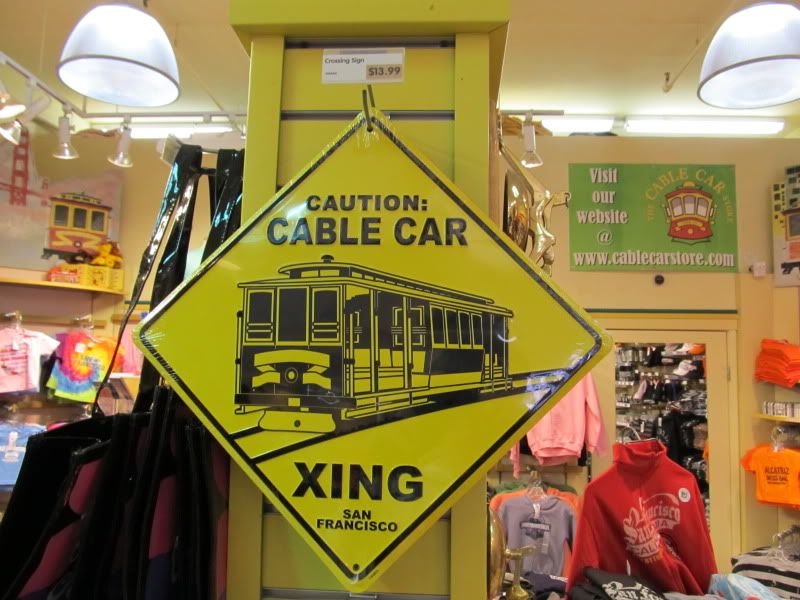 Crossing Sign
$13.99
CAUTION:
CABLE CAR
XING
SAN
FRANCISCO
Visit
our
website
@
THE CABLE CAR STORE
www.cablecarstore.com
ALCATRAZ